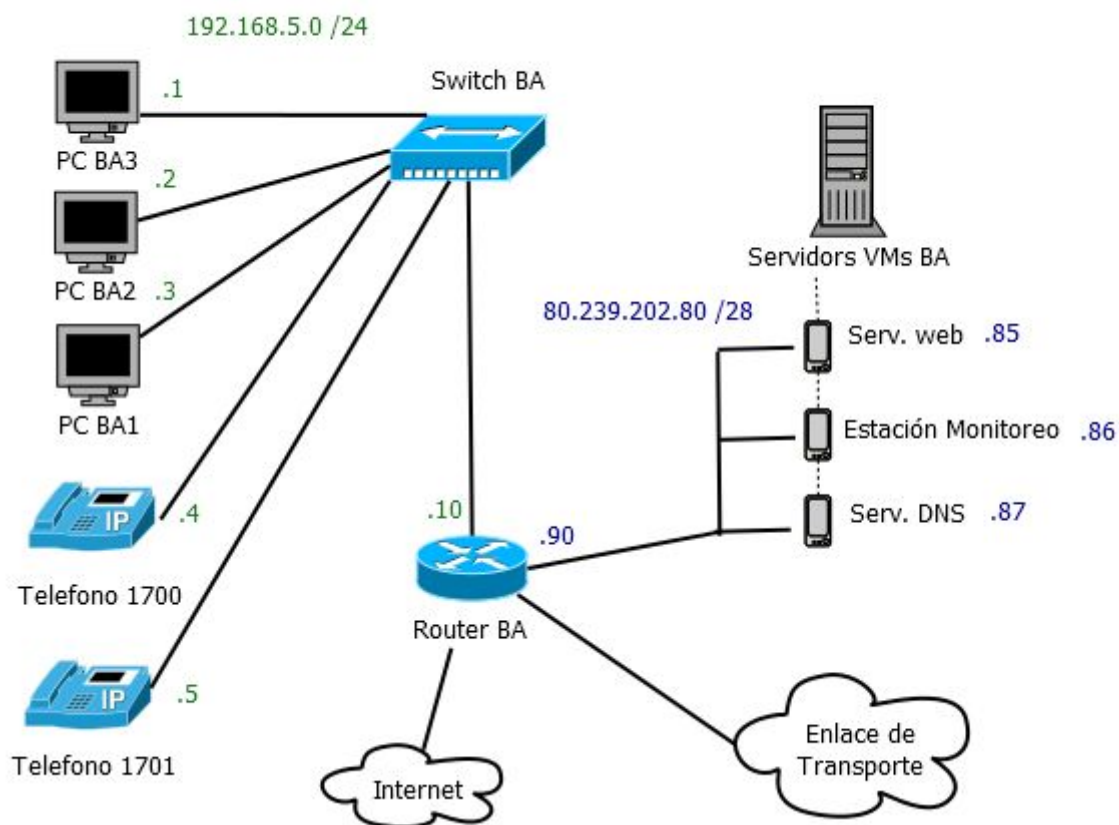 192.168.5.0 /24
Switch BA
.1
PC BA3
.2
PC BA2
.3
PC BA1
Servidors VMs BA
80.239.202.80 /28
Serv. web .85
Estación Monitoreo .86
Serv. DNS .87
IP
.4
Telefono 1700
.10
.90
Router BA
IP
.5
Telefono 1701
Internet
Enlace de
Transporte